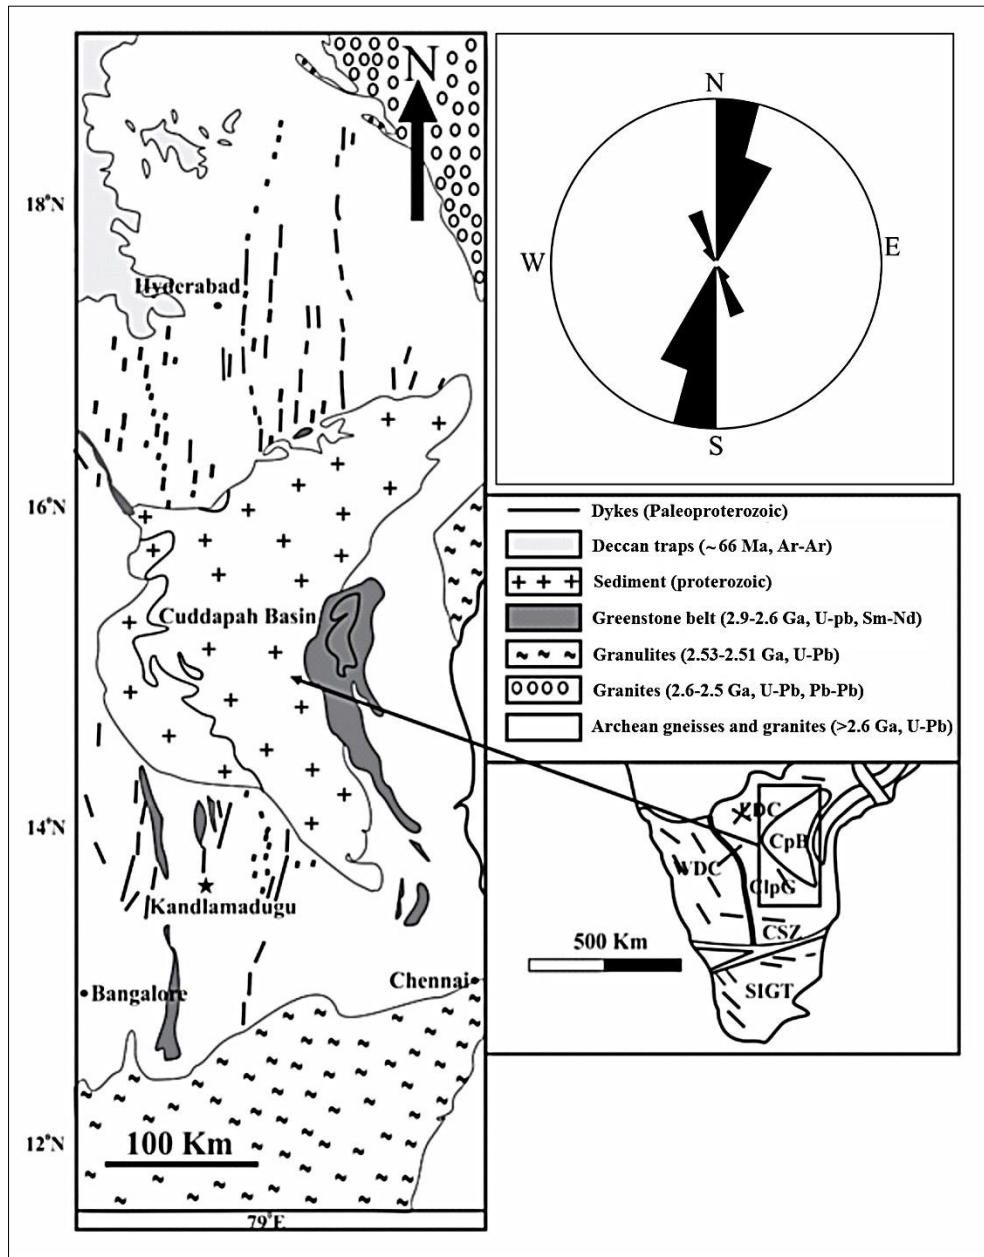 N
18°N
Hyderabad
16°N
Cuddapah Basin
14°N
Kandlamadugu
Bangalore
Chennai
12°N
100 Km
79°E
N
W
E
S
Dykes (Paleoproterozoic)
Deccan traps (~66 Ma, Ar-Ar)
Sediment (proterozoic)
Greenstone belt (2.9-2.6 Ga, U-pb, Sm-Nd)
Granulites (2.53-2.51 Ga, U-Pb)
Granites (2.6-2.5 Ga, U-Pb, Pb-Pb)
Archean gneisses and granites (>2.6 Ga, U-Pb)
CpB
WDC
ClpG
CSZ
500 Km
SIGT